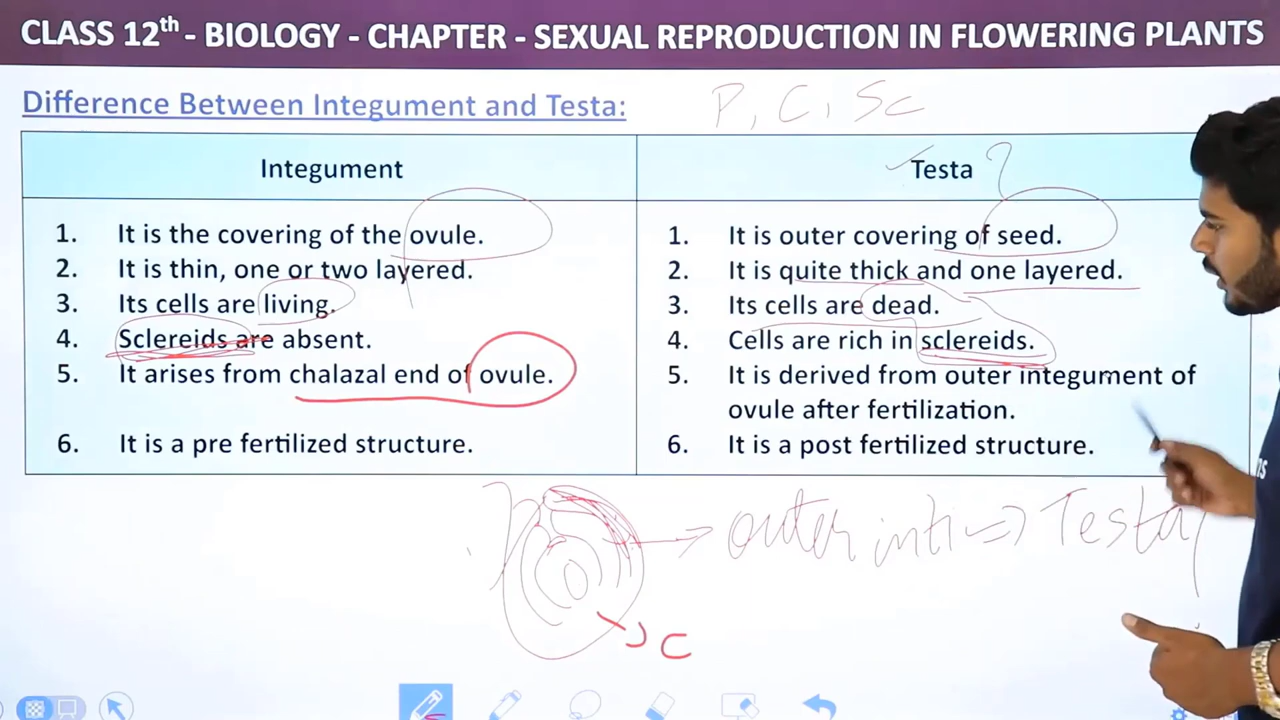 CLASS 12th - BIOLOGY - CHAPTER - SEXUAL REPRODUCTION IN FLOWERING PLANTS
Difference Between Integument and Testa:
P, C, Sc
Integument
1. It is the covering of the ovule.
2. It is thin, one or two layered.
3. Its cells are living.
4. Sclereids are absent.
5. It arises from chalazal end of ovule.
6. It is a pre fertilized structure.
Testa ?
1. It is outer covering of seed.
2. It is quite thick and one layered.
3. Its cells are dead.
4. Cells are rich in sclereids.
5. It is derived from outer integument of
ovule after fertilization.
6. It is a post fertilized structure.
outer inti => Testa
C